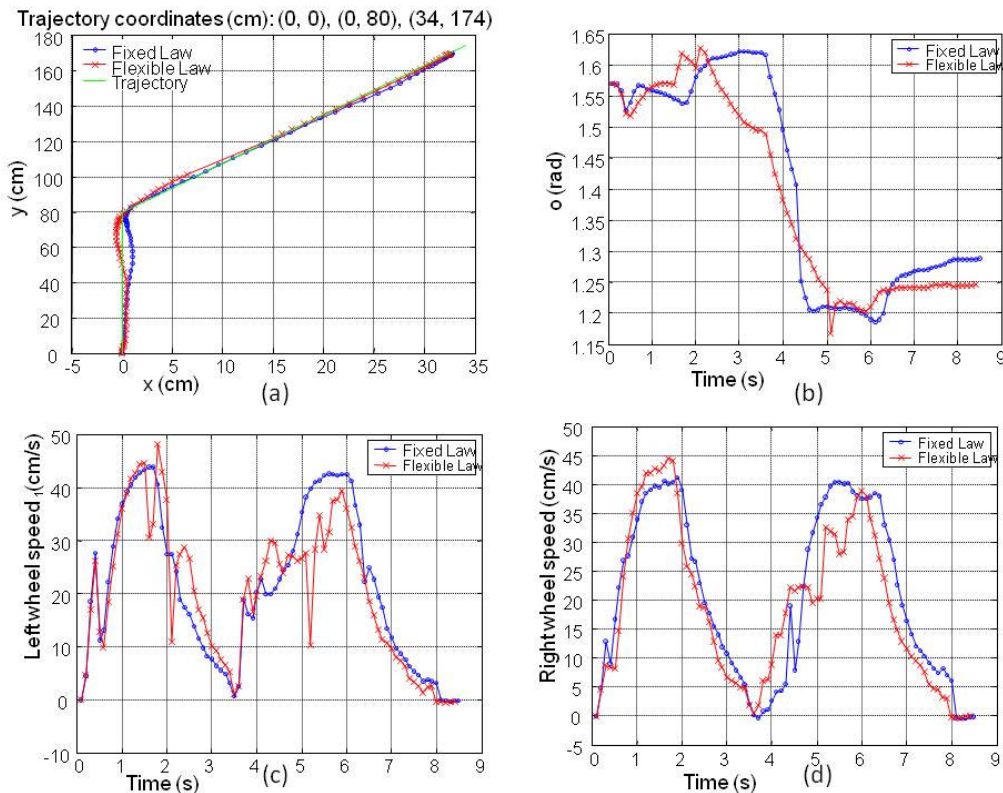 Trajectory coordinates (cm): (0, 0), (0, 80), (34, 174)
180
160
140
120
100
80
60
40
20
0
y (cm)
Fixed Law
Flexible Law
Trajectory
-5 0 5 10 15 20 25 30 35
x (cm)
(a)
1.65
1.6
1.55
1.5
1.45
1.4
1.35
1.3
1.25
1.2
1.15
o (rad)
Fixed Law
Flexible Law
0 1 2 3 4 5 6 7 8 9
Time (s)
(b)
50
40
30
20
10
0
-10
Left wheel speed 1(cm/s)
Fixed Law
Flexible Law
0 1 2 3 4 5 6 7 8 9
Time (s)
(c)
50
45
40
35
30
25
20
15
10
5
0
-5
Right wheel speed (cm/s)
Fixed Law
Flexible Law
0 1 2 3 4 5 6 7 8 9
Time (s)
(d)